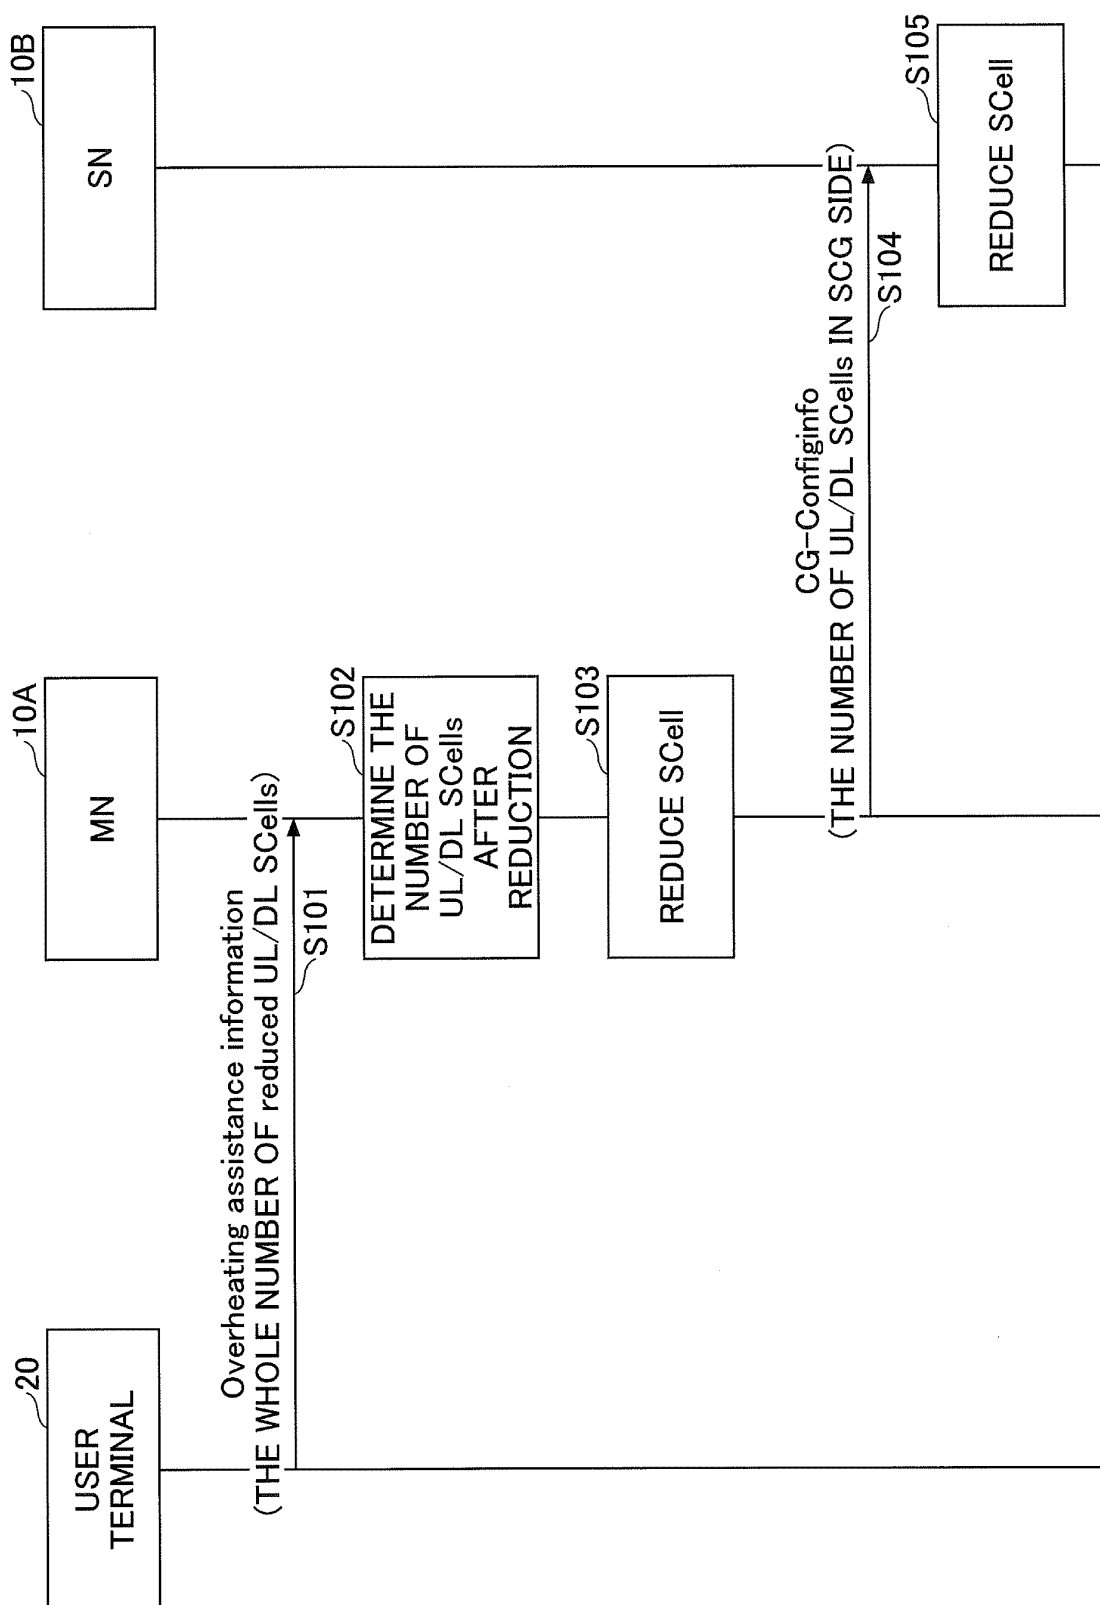 20
USER
TERMINAL
10A
MN
10B
SN
Overheating assistance information
(THE WHOLE NUMBER OF reduced UL/DL SCells)
S101
S102
DETERMINE THE
NUMBER OF
UL/DL SCells
AFTER
REDUCTION
S103
REDUCE SCell
CG-Configinfo
(THE NUMBER OF UL/DL SCells IN SCG SIDE)
S104
S105
REDUCE SCell